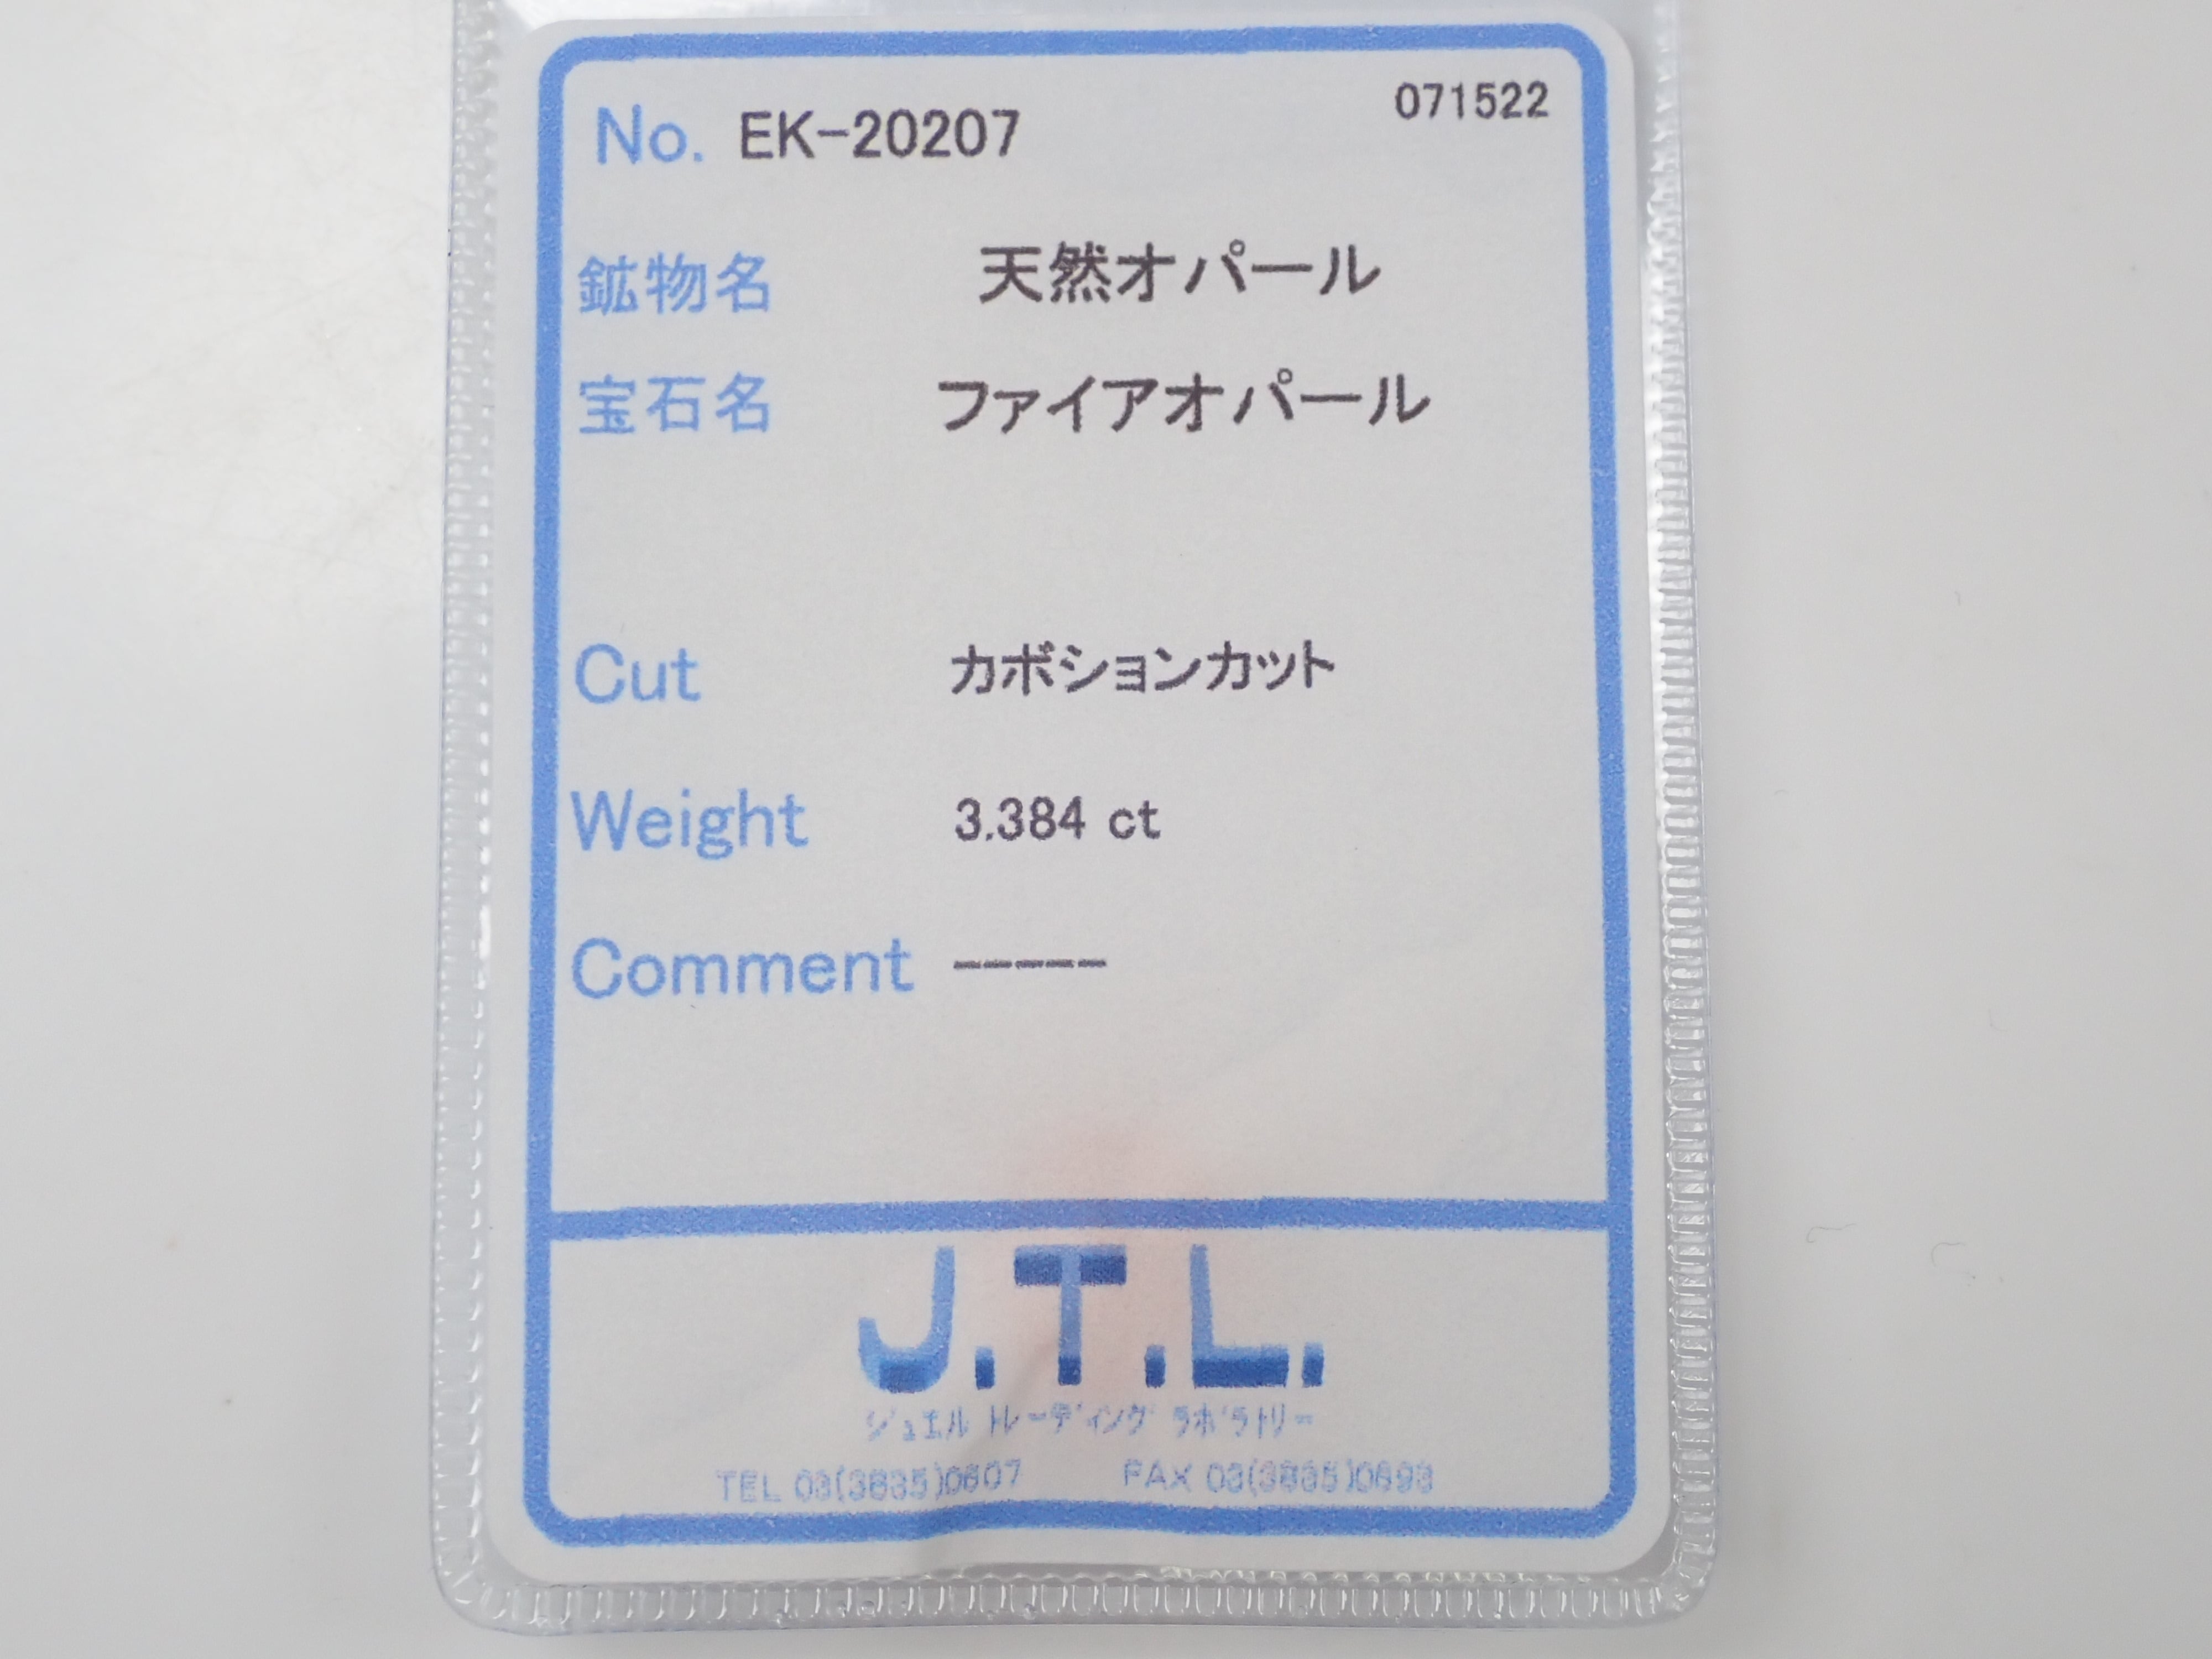 No. EK-20207
071522
鉱物名 天然オパール
宝石名 ファイアオパール
Cut カボションカット
Weight 3.384 ct
Comment -----
J.T.L.
ジュエル トレーディング ラボラトリー
TEL 03(3835)0807 FAX 03(3835)0893